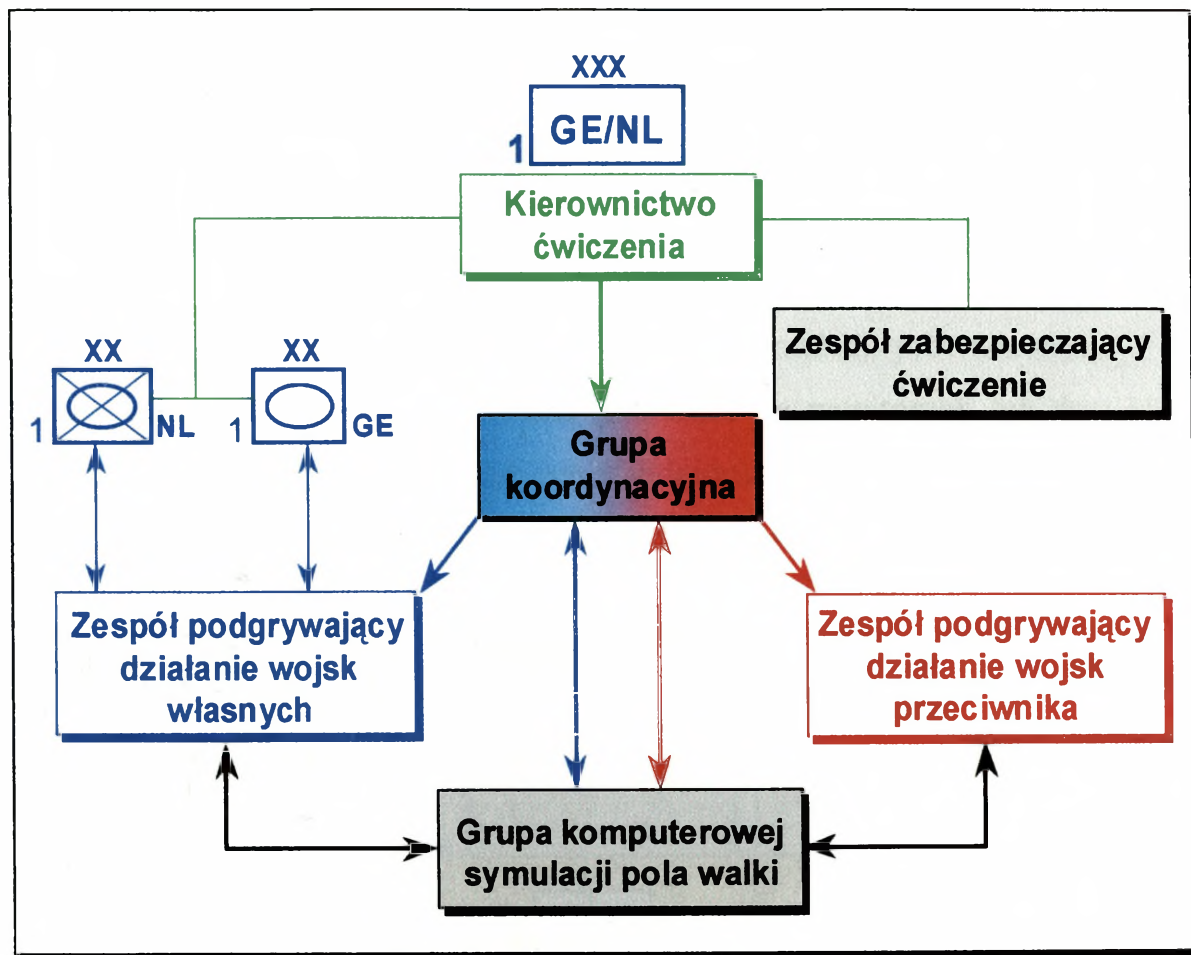 XXX
GE/NL
1
Kierownictwo
ćwiczenia
Zespół zabezpieczający
ćwiczenie
XX
1
NL
XX
1
GE
Grupa
koordynacyjna
Zespół podgrywający
działanie wojsk
własnych
Zespół podgrywający
działanie wojsk
przeciwnika
Grupa komputerowej
symulacji pola walki